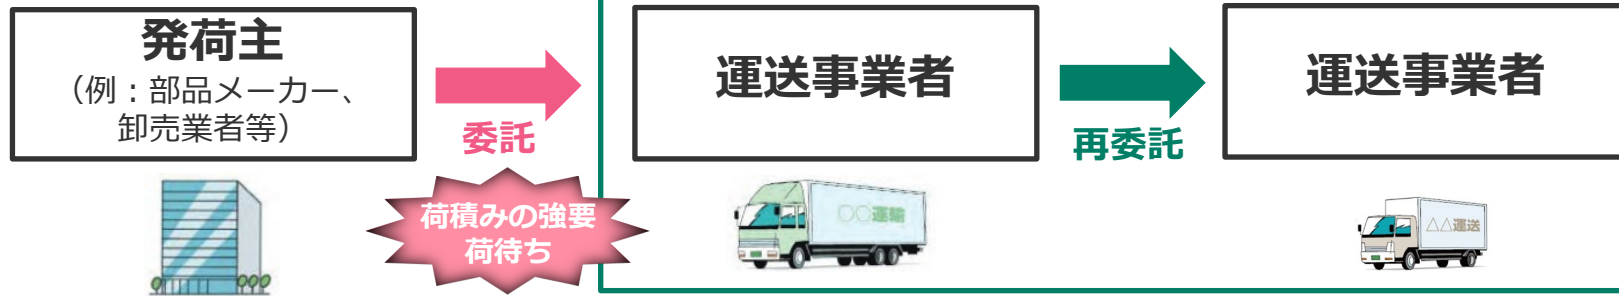 発荷主
（例：部品メーカー、
卸売業者等）
委託
荷積みの強要
荷待ち
運送事業者
○○運輸
再委託
運送事業者
△△運送